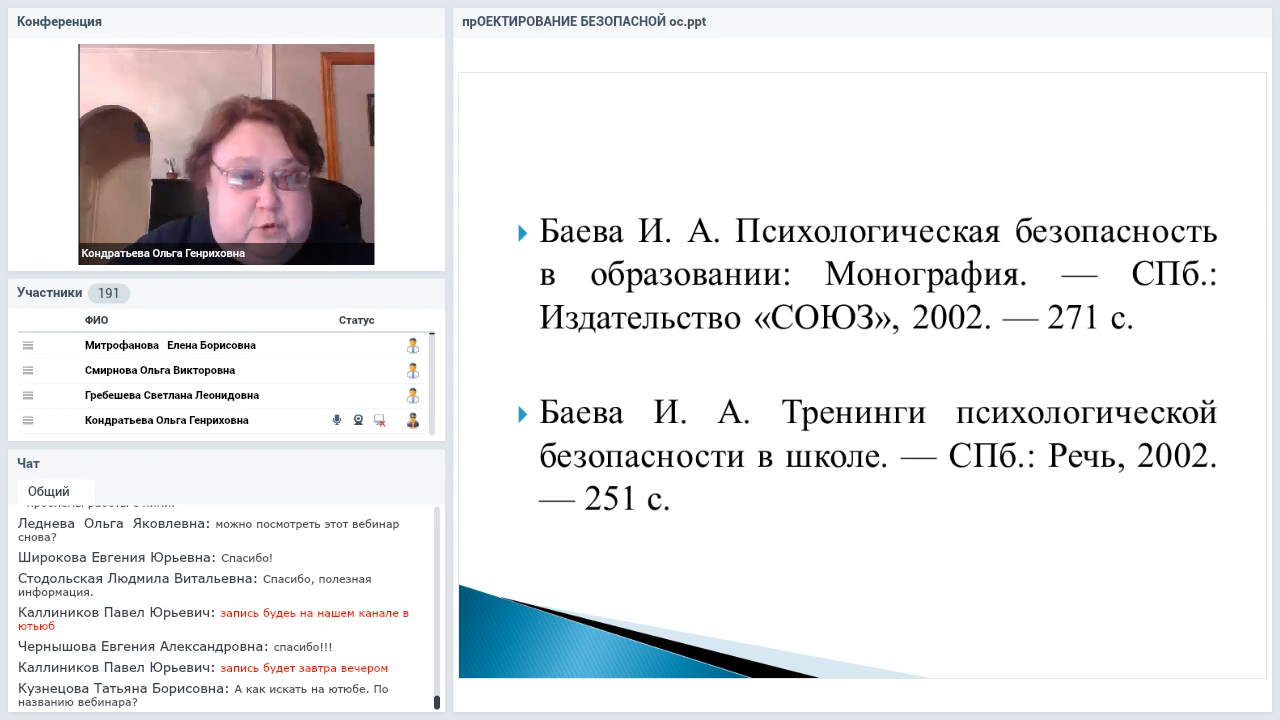 Конференция
Кондратьева Ольга Генриховна
Участники 191
ФИО Статус
Митрофанова Елена Борисовна
Смирнова Ольга Викторовна
Гребешева Светлана Леонидовна
Кондратьева Ольга Генриховна
Чат
Общий
Леднева Ольга Яковлевна: можно посмотреть этот вебинар
снова?
Широкова Евгения Юрьевна: Спасибо!
Стодольская Людмила Витальевна: Спасибо, полезная
информация.
Каллиников Павел Юрьевич: запись будеь на нашем канале в
ютьюб
Чернышова Евгения Александровна: спасибо!!!
Каллиников Павел Юрьевич: запись будет завтра вечером
Кузнецова Татьяна Борисовна: А как искать на ютюбе. По
названию вебинара?
прОЕКТИРОВАНИЕ БЕЗОПАСНОЙ ос.ppt
Баева И. А. Психологическая безопасность
в образовании: Монография. — СПб.:
Издательство «СОЮЗ», 2002. — 271 с.
Баева И. А. Тренинги психологической
безопасности в школе. — СПб.: Речь, 2002.
— 251 с.